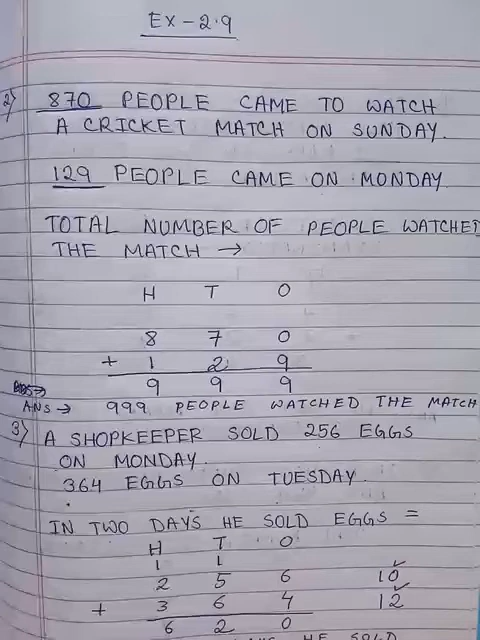 EX - 2.9
2) 870 PEOPLE CAME TO WATCH
A CRICKET MATCH ON SUNDAY.
129 PEOPLE CAME ON MONDAY
TOTAL NUMBER OF PEOPLE WATCHED
THE MATCH →
H T O
8 7 0
+ 1 2 9
9 9 9
ANS → 999 PEOPLE WATCHED THE MATCH
3) A SHOPKEEPER SOLD 256 EGGS
ON MONDAY.
364 EGGS ON TUESDAY.
IN TWO DAYS HE SOLD EGGS =
H T O
1 1
2 5 6 10
+ 3 6 4 12
6 2 0
HE SOLD